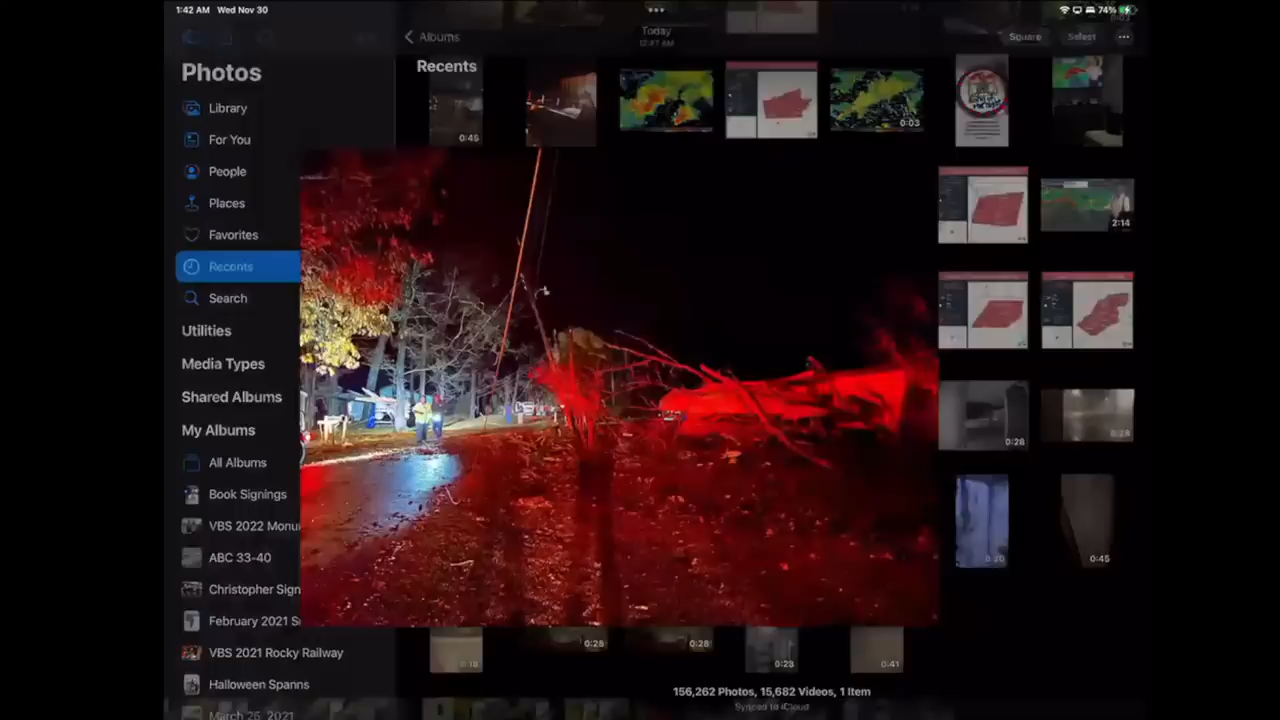 1:42 AM Wed Nov 30
74%
Photos
Library
For You
People
Places
Favorites
Recents
Search
Utilities
Media Types
Shared Albums
My Albums
All Albums
Book Signings
VBS 2022 Monu
ABC 33-40
Christopher Sign
February 2021 S
VBS 2021 Rocky Railway
Halloween Spanns
March 25, 2021
Albums
Today
Square
Select
Recents
0:45
0:03
2:14
0:28
0:28
0:45
0:28
0:28
0:28
0:41
156,262 Photos, 15,682 Videos, 1 Item
Synced to iCloud